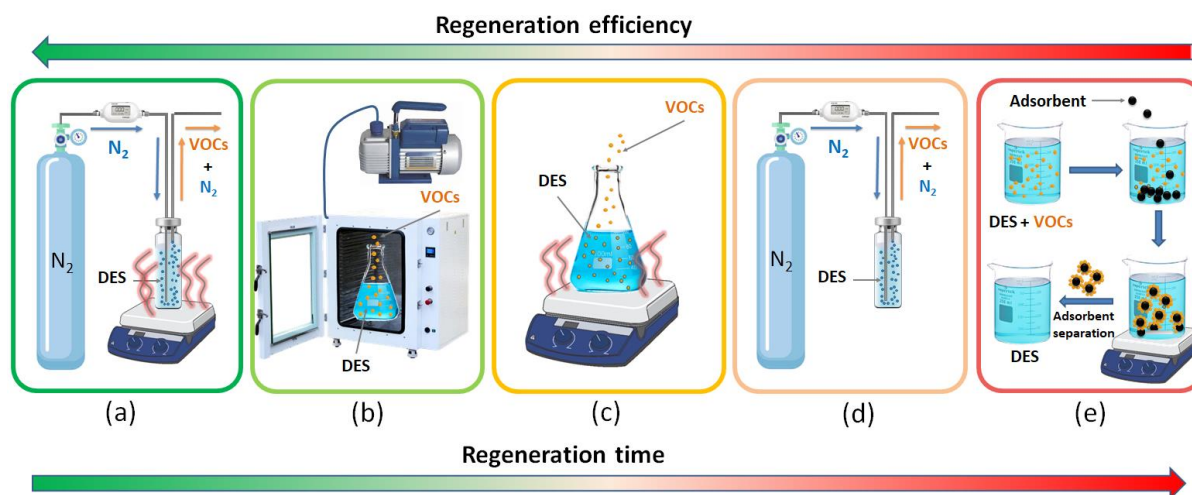 Regeneration efficiency
N2
VOCs
+
N2
N2
DES
(a)
VOCs
DES
(b)
VOCs
DES
(c)
N2
VOCs
+
N2
N2
DES
(d)
Adsorbent
DES + VOCs
Adsorbent
separation
DES
(e)
Regeneration time